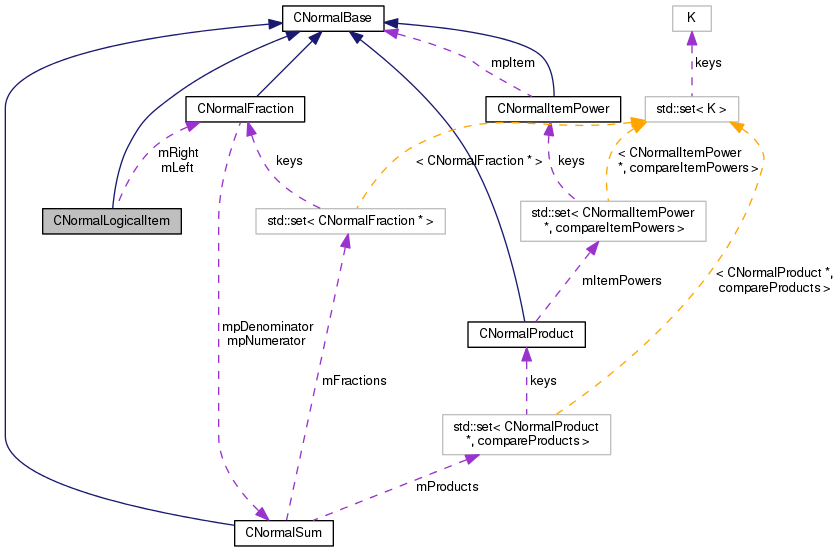 CNormalBase
K
mpItem
keys
CNormalFraction
CNormalItemPower
std::set< K >
mRight
mLeft
keys
< CNormalFraction * >
keys
< CNormalItemPower
*, compareItemPowers >
CNormalLogicalItem
std::set< CNormalFraction * >
std::set< CNormalItemPower
*, compareItemPowers >
< CNormalProduct *,
compareProducts >
mItemPowers
mpDenominator
mpNumerator
CNormalProduct
mFractions
keys
std::set< CNormalProduct
*, compareProducts >
mProducts
CNormalSum